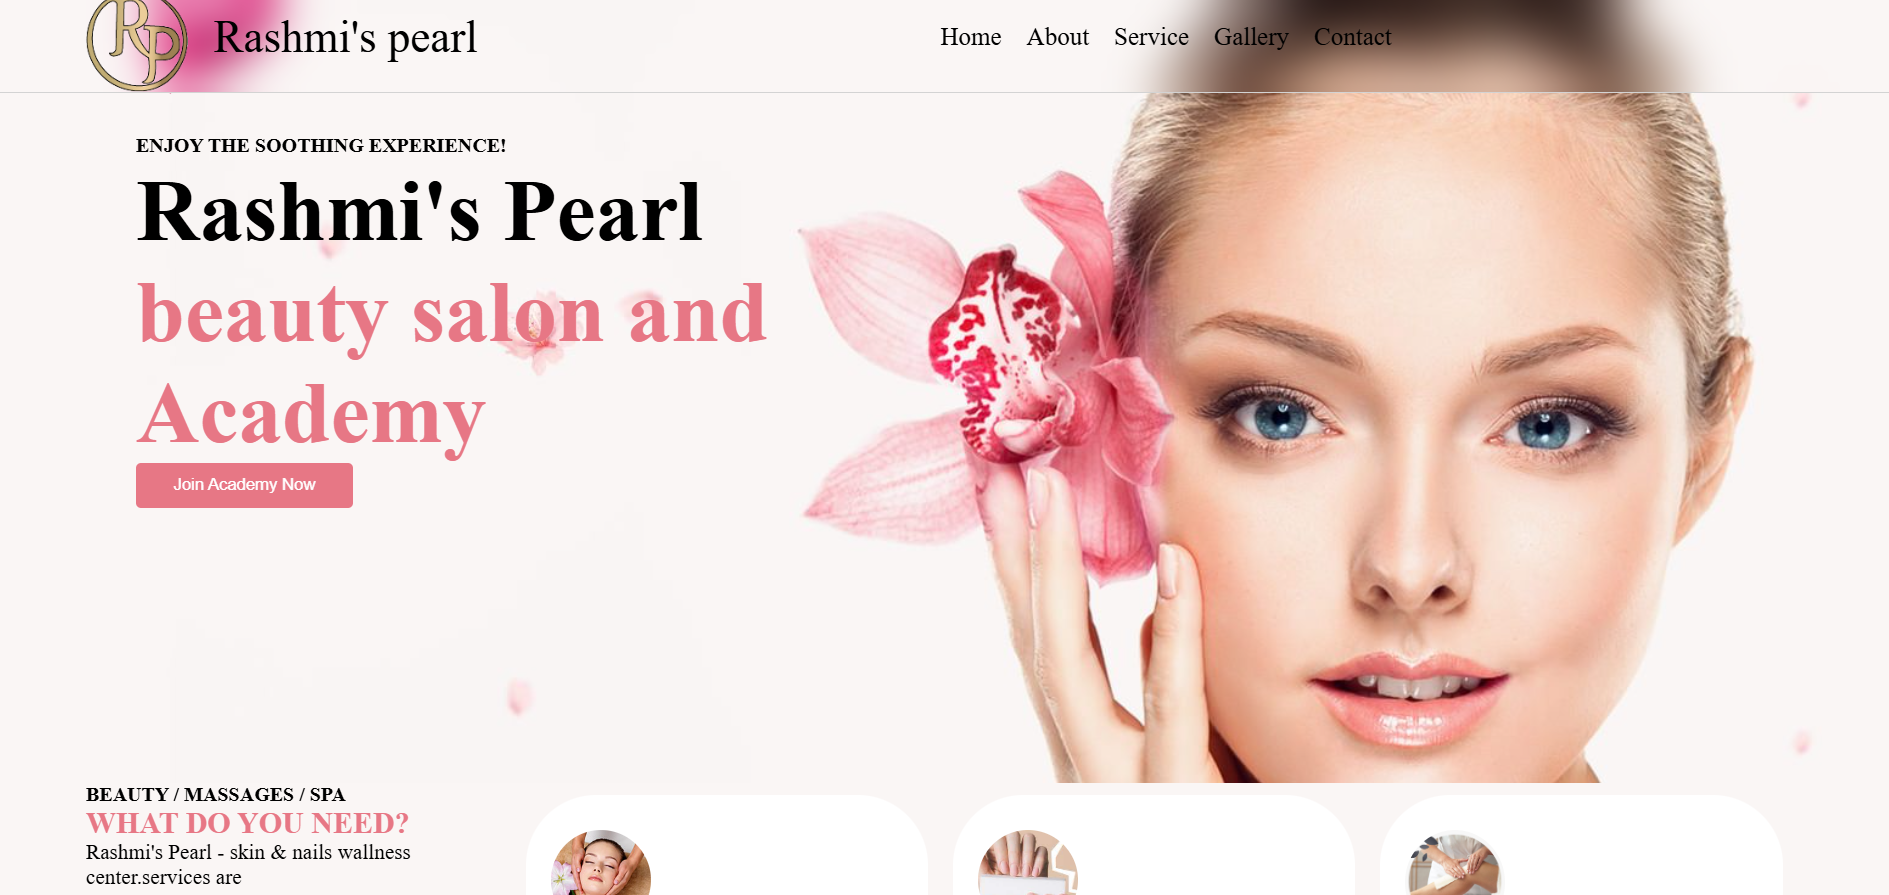 RP
Rashmi's pearl
Home About Service Gallery Contact
ENJOY THE SOOTHING EXPERIENCE!
Rashmi's Pearl
beauty salon and
Academy
Join Academy Now
BEAUTY / MASSAGES / SPA
WHAT DO YOU NEED?
Rashmi's Pearl - skin & nails wallness
center.services are